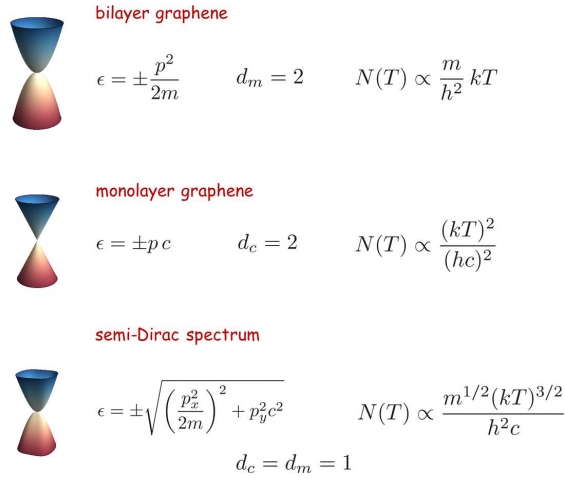 bilayer graphene
ϵ = ± p²/2m    d_m = 2    N(T) ∝ m/h² kT
monolayer graphene
ϵ = ±p c    d_c = 2    N(T) ∝ (kT)²/(hc)²
semi-Dirac spectrum
ϵ = ±√((p_x²/2m)² + p_y²c²)    N(T) ∝ m^{1/2}(kT)^{3/2}/h²c
d_c = d_m = 1